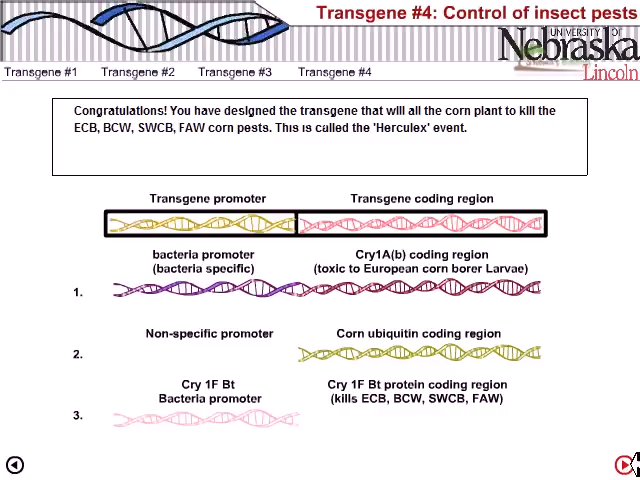 Transgene #4: Control of insect pests
UNIVERSITY OF
Nebraska
Lincoln
Transgene #1 Transgene #2 Transgene #3 Transgene #4
Congratulations! You have designed the transgene that will all the corn plant to kill the
ECB, BCW, SWCB, FAW corn pests. This is called the 'Herculex' event.
Transgene promoter Transgene coding region
bacteria promoter Cry1A(b) coding region
(bacteria specific) (toxic to European corn borer Larvae)
1.
Non-specific promoter Corn ubiquitin coding region
2.
Cry 1F Bt Cry 1F Bt protein coding region
Bacteria promoter (kills ECB, BCW, SWCB, FAW)
3.